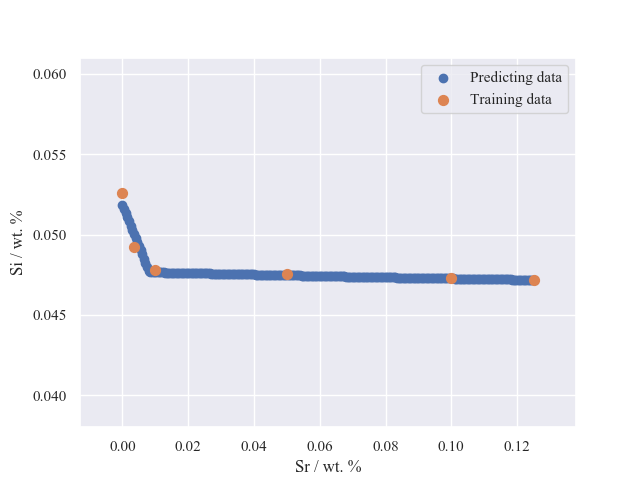 Predicting data
Training data
0.060
0.055
0.050
0.045
0.040
Si / wt. %
0.00 0.02 0.04 0.06 0.08 0.10 0.12
Sr / wt. %